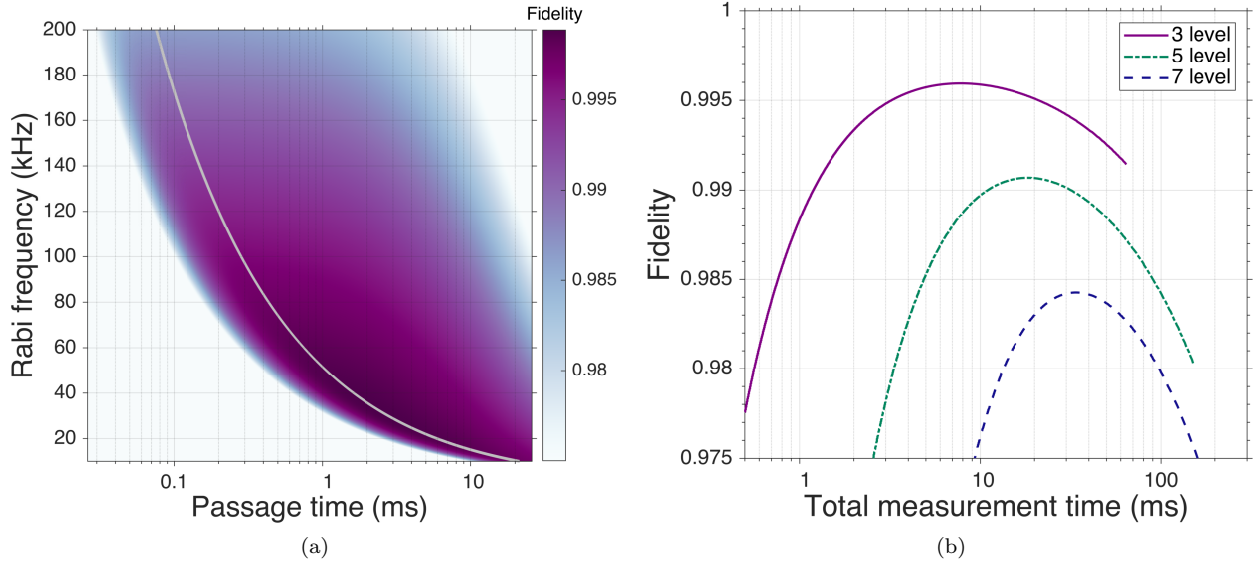 Fidelity
200
180
160
140
120
100
80
60
40
20
Rabi frequency (kHz)
0.1
1
10
Passage time (ms)
0.995
0.99
0.985
0.98
(a)
1
0.995
0.99
0.985
0.98
0.975
Fidelity
3 level
5 level
7 level
1
10
100
Total measurement time (ms)
(b)